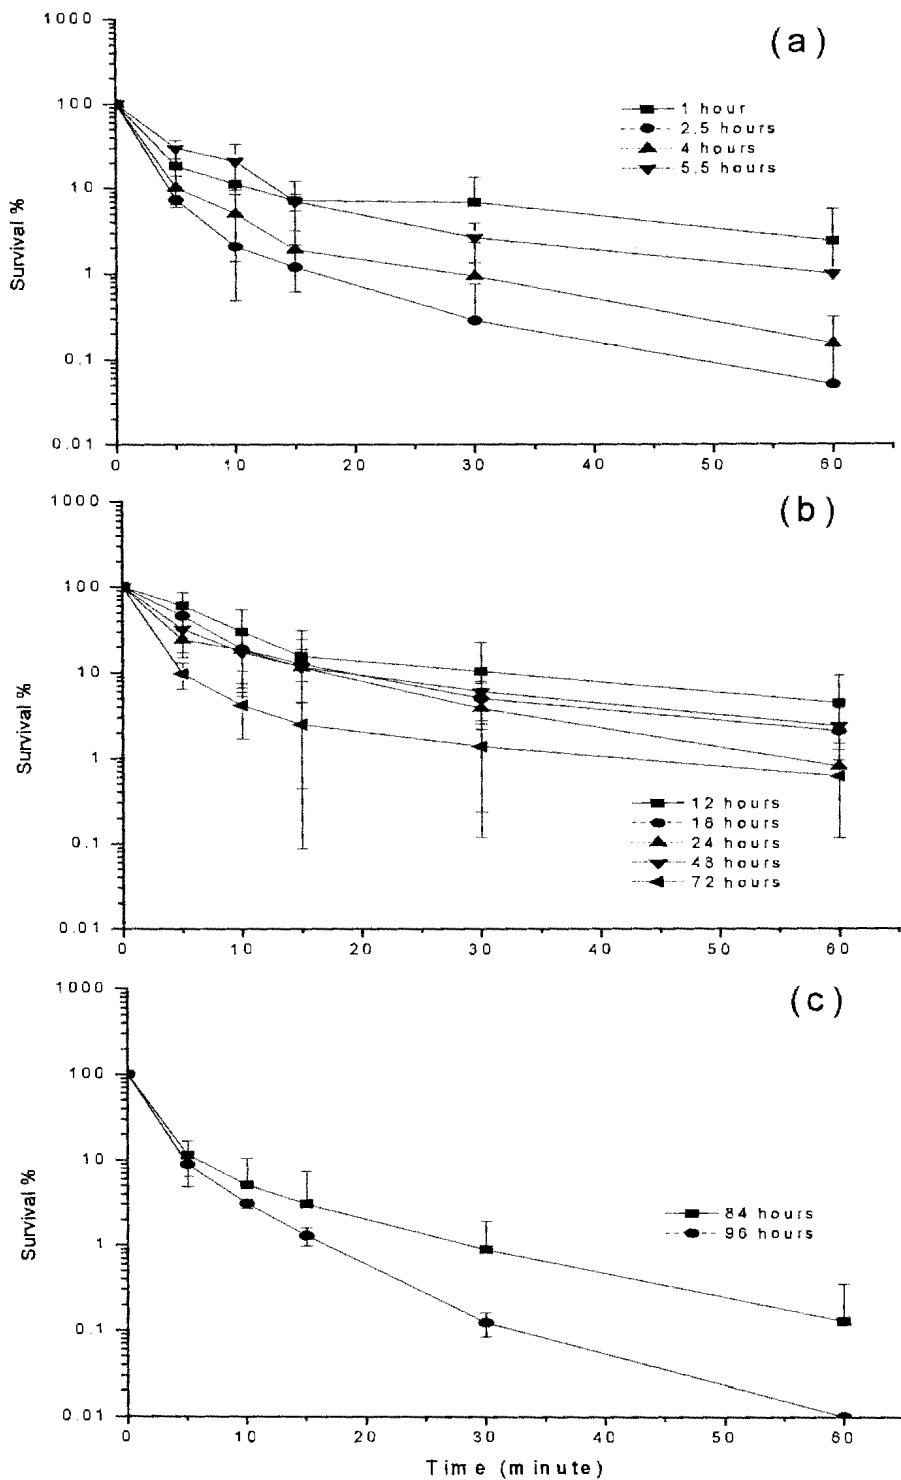 (a)
1000
100
10
1
0.1
0.01
Survival %
1 hour
2.5 hours
4 hours
5.5 hours
0 10 20 30 40 50 60
(b)
1000
100
10
1
0.1
0.01
Survival %
12 hours
18 hours
24 hours
48 hours
72 hours
0 10 20 30 40 50 60
(c)
1000
100
10
1
0.1
0.01
Survival %
84 hours
96 hours
0 10 20 30 40 50 60
Time (minute)